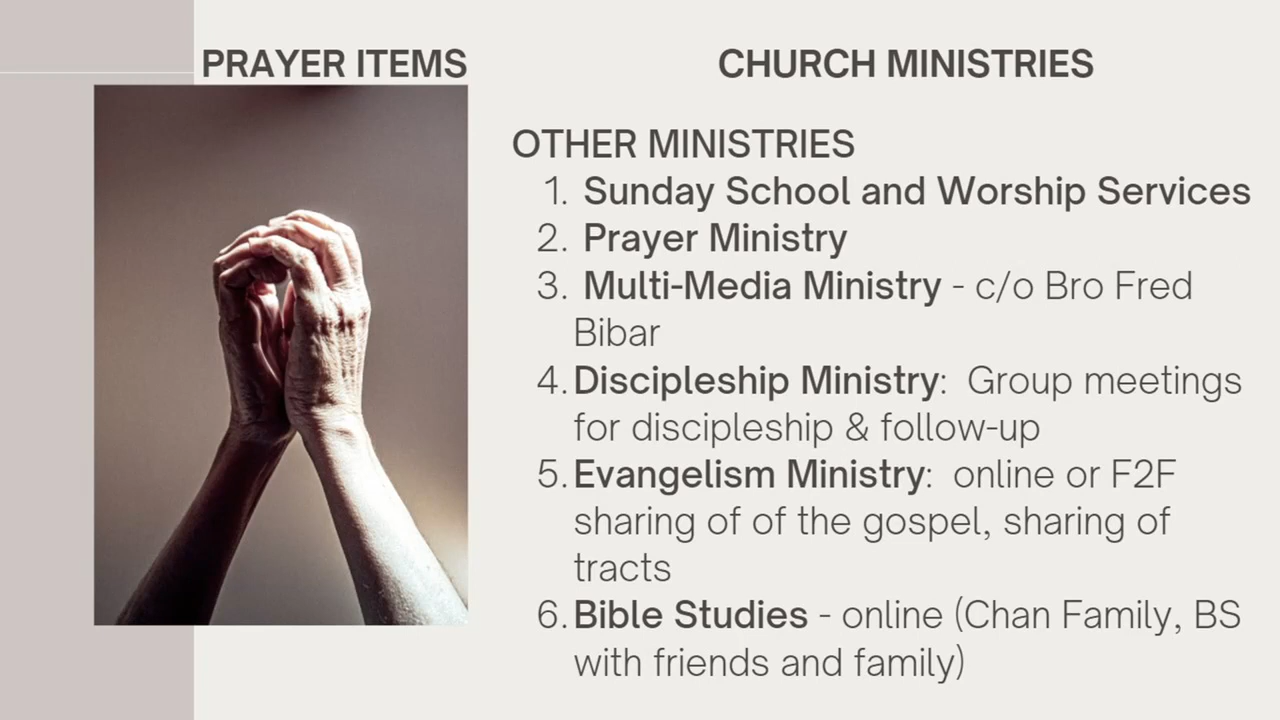 PRAYER ITEMS
CHURCH MINISTRIES
OTHER MINISTRIES
1. Sunday School and Worship Services
2. Prayer Ministry
3. Multi-Media Ministry - c/o Bro Fred
Bibar
4. Discipleship Ministry: Group meetings
for discipleship & follow-up
5. Evangelism Ministry: online or F2F
sharing of of the gospel, sharing of
tracts
6. Bible Studies - online (Chan Family, BS
with friends and family)